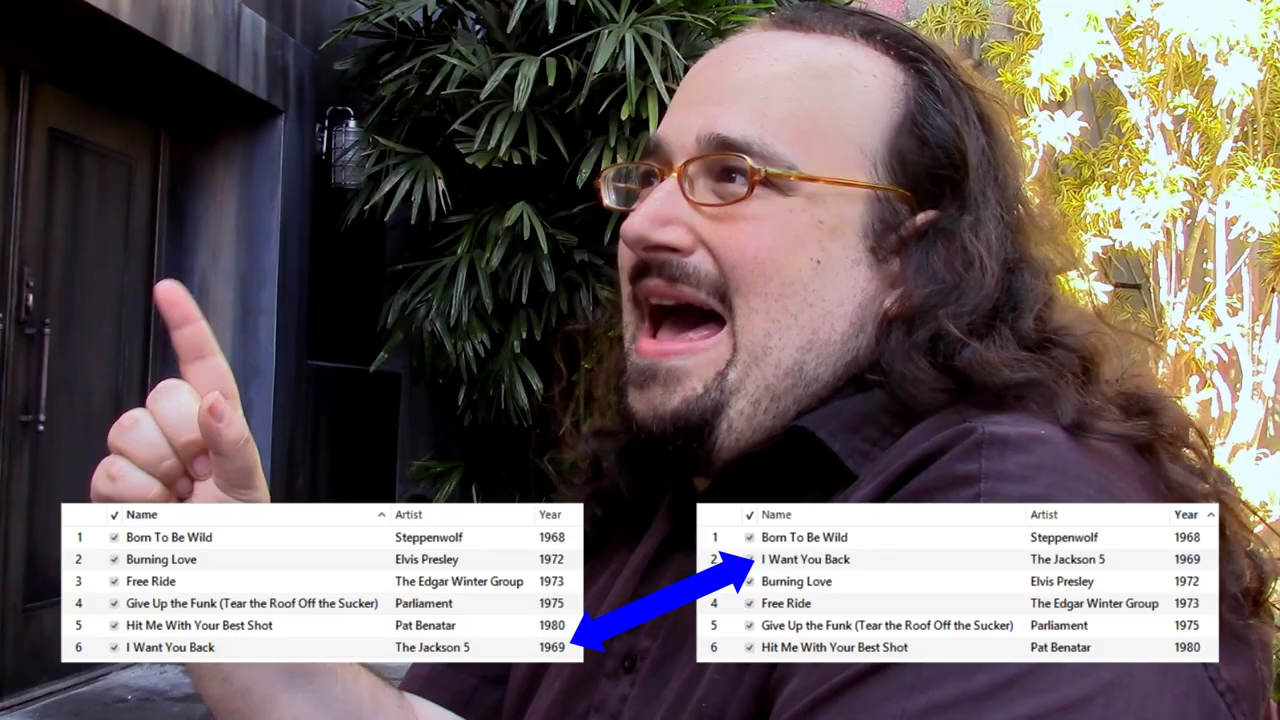 ✓ Name Artist Year
1 Born To Be Wild Steppenwolf 1968
2 Burning Love Elvis Presley 1972
3 Free Ride The Edgar Winter Group 1973
4 Give Up the Funk (Tear the Roof Off the Sucker) Parliament 1975
5 Hit Me With Your Best Shot Pat Benatar 1980
6 I Want You Back The Jackson 5 1969
✓ Name Artist Year
1 Born To Be Wild Steppenwolf 1968
2 I Want You Back The Jackson 5 1969
Burning Love Elvis Presley 1972
4 Free Ride The Edgar Winter Group 1973
5 Give Up the Funk (Tear the Roof Off the Sucker) Parliament 1975
6 Hit Me With Your Best Shot Pat Benatar 1980